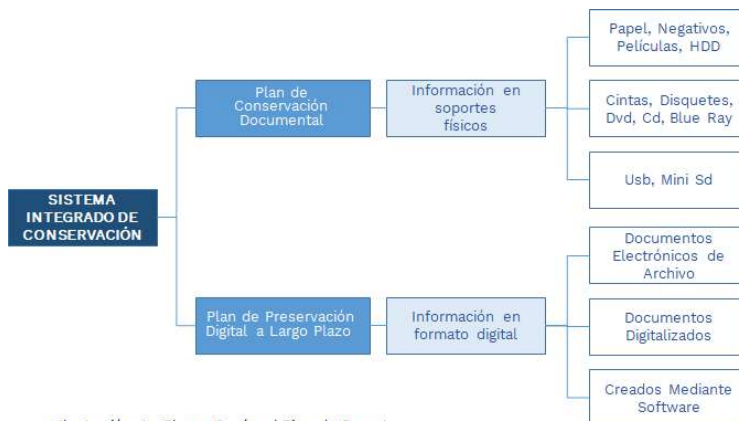 Papel, Negativos,
Películas, HDD
Plan de
Conservación
Documental
Información en
soportes
físicos
Cintas, Disquetes,
Dvd, Cd, Blue Ray
Usb, Mini Sd
SISTEMA
INTEGRADO DE
CONSERVACIÓN
Documentos
Electrónicos de
Archivo
Plan de Preservación
Digital a Largo Plazo
Información en
formato digital
Documentos
Digitalizados
Creados Mediante
Software